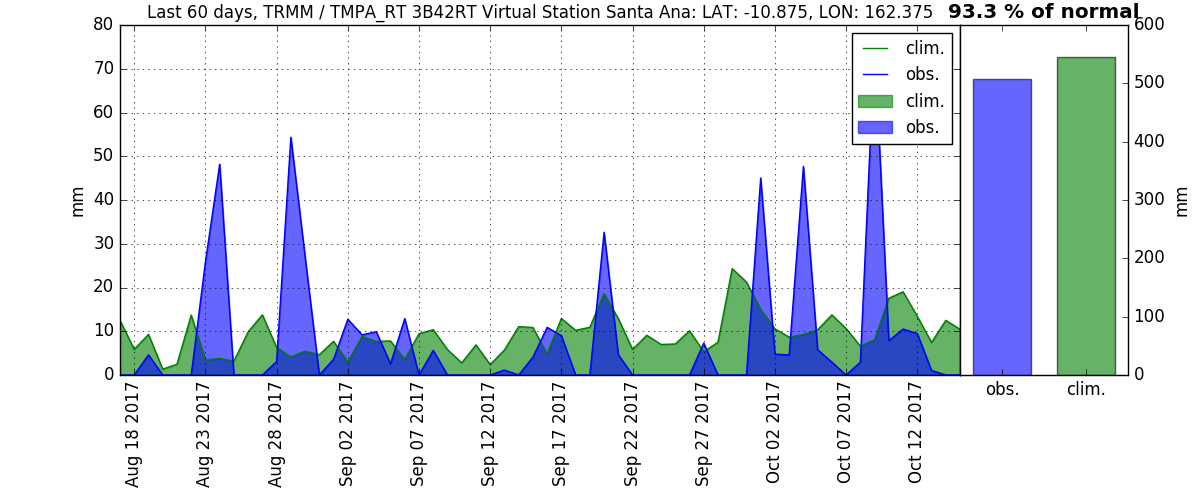 Last 60 days, TRMM / TMPA_RT 3B42RT Virtual Station Santa Ana: LAT: -10.875, LON: 162.375 93.3 % of normal
80
70
60
50
40
30
20
10
0
mm
clim.
obs.
clim.
obs.
Aug 18 2017
Aug 23 2017
Aug 28 2017
Sep 02 2017
Sep 07 2017
Sep 12 2017
Sep 17 2017
Sep 22 2017
Sep 27 2017
Oct 02 2017
Oct 07 2017
Oct 12 2017
600
500
400
300
200
100
0
mm
obs.
clim.